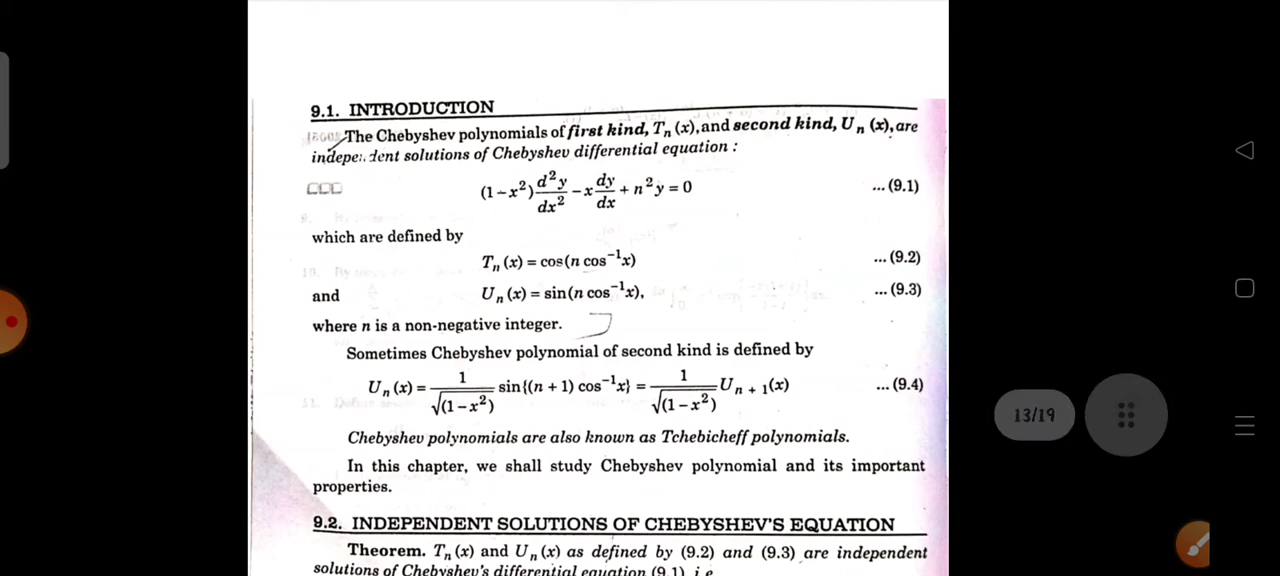 9.1. INTRODUCTION
The Chebyshev polynomials of first kind, Tₙ (x), and second kind, Uₙ (x), are
independent solutions of Chebyshev differential equation :
(1 – x²) d²y/dx² – x dy/dx + n²y = 0 ... (9.1)
which are defined by
Tₙ (x) = cos(n cos⁻¹x) ... (9.2)
and Uₙ (x) = sin(n cos⁻¹x), ... (9.3)
where n is a non-negative integer.
Sometimes Chebyshev polynomial of second kind is defined by
Uₙ (x) = 1/√(1 – x²) sin{(n + 1) cos⁻¹x} = 1/√(1 – x²) Uₙ ₊ ₁(x) ... (9.4)
Chebyshev polynomials are also known as Tchebicheff polynomials.
In this chapter, we shall study Chebyshev polynomial and its important
properties.
13/19
9.2. INDEPENDENT SOLUTIONS OF CHEBYSHEV'S EQUATION
Theorem. Tₙ (x) and Uₙ (x) as defined by (9.2) and (9.3) are independent
solutions of Chebyshev's differential equation (9.1) i.e